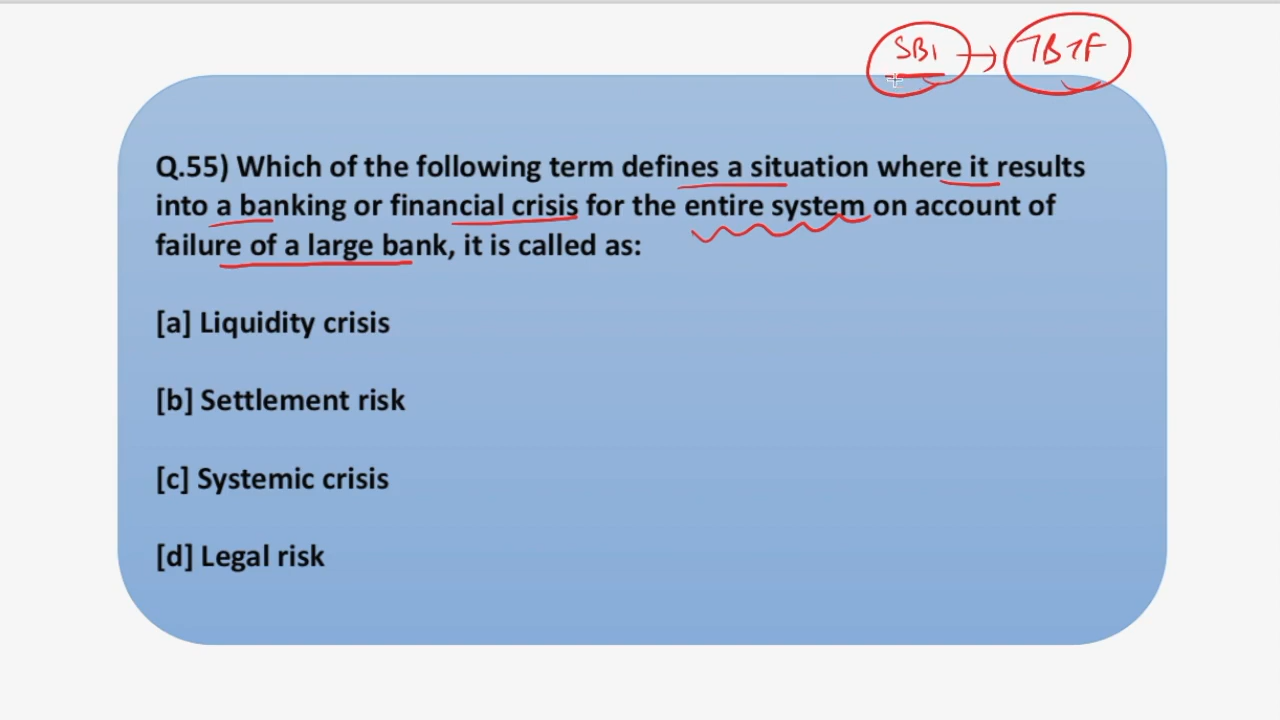 SBI → TBTF
Q.55) Which of the following term defines a situation where it results
into a banking or financial crisis for the entire system on account of
failure of a large bank, it is called as:
[a] Liquidity crisis
[b] Settlement risk
[c] Systemic crisis
[d] Legal risk